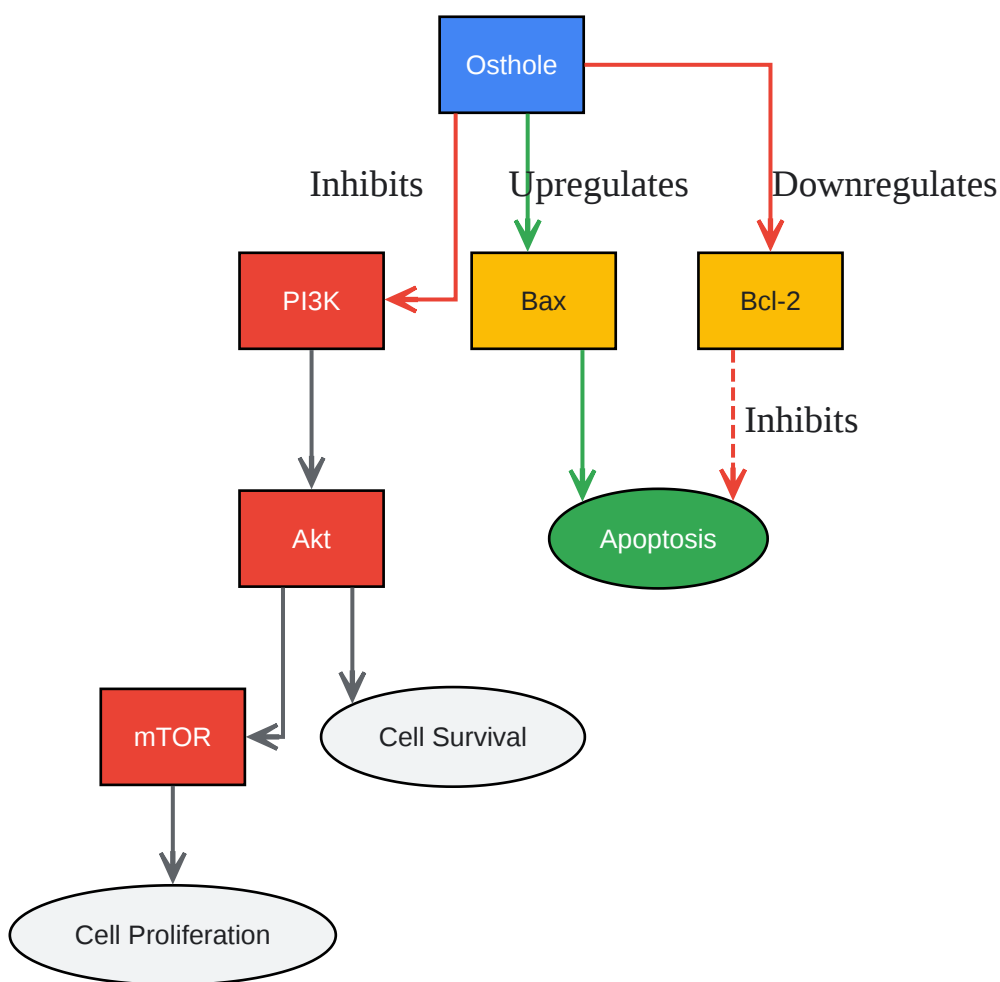 Osthole
Inhibits
Upregulates
Downregulates
PI3K
Bax
Bcl-2
Inhibits
Akt
Apoptosis
mTOR
Cell Survival
Cell Proliferation